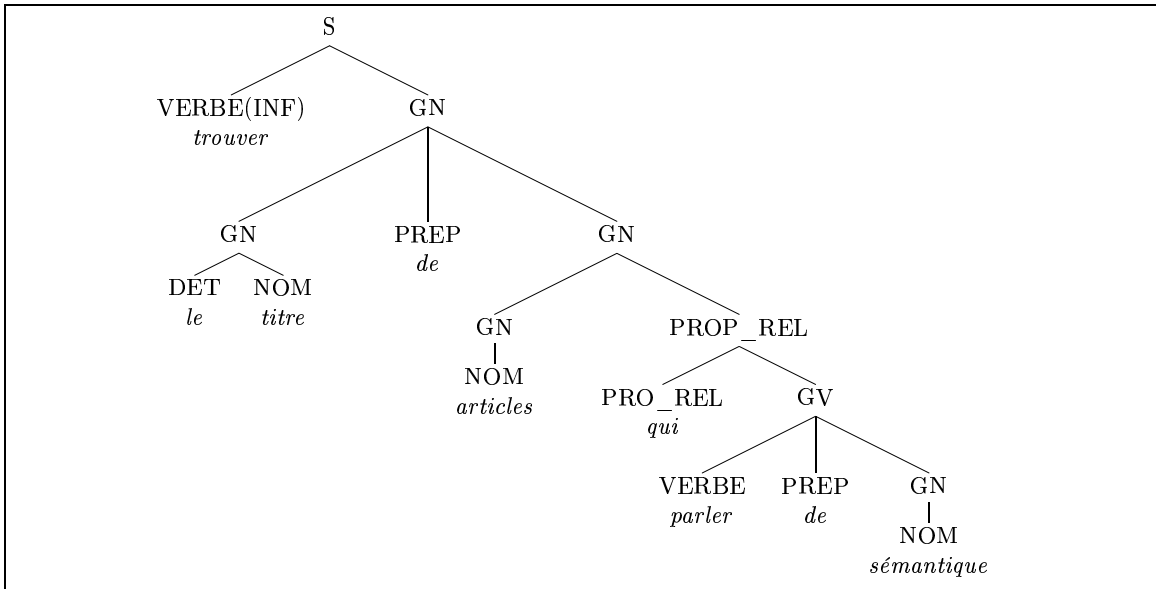 S
VERBE(INF) GN
trouver
GN PREP GN
de
DET NOM
le titre
GN PROP_REL
NOM
articles
PRO_REL GV
qui
VERBE PREP GN
parler de
NOM
sémantique